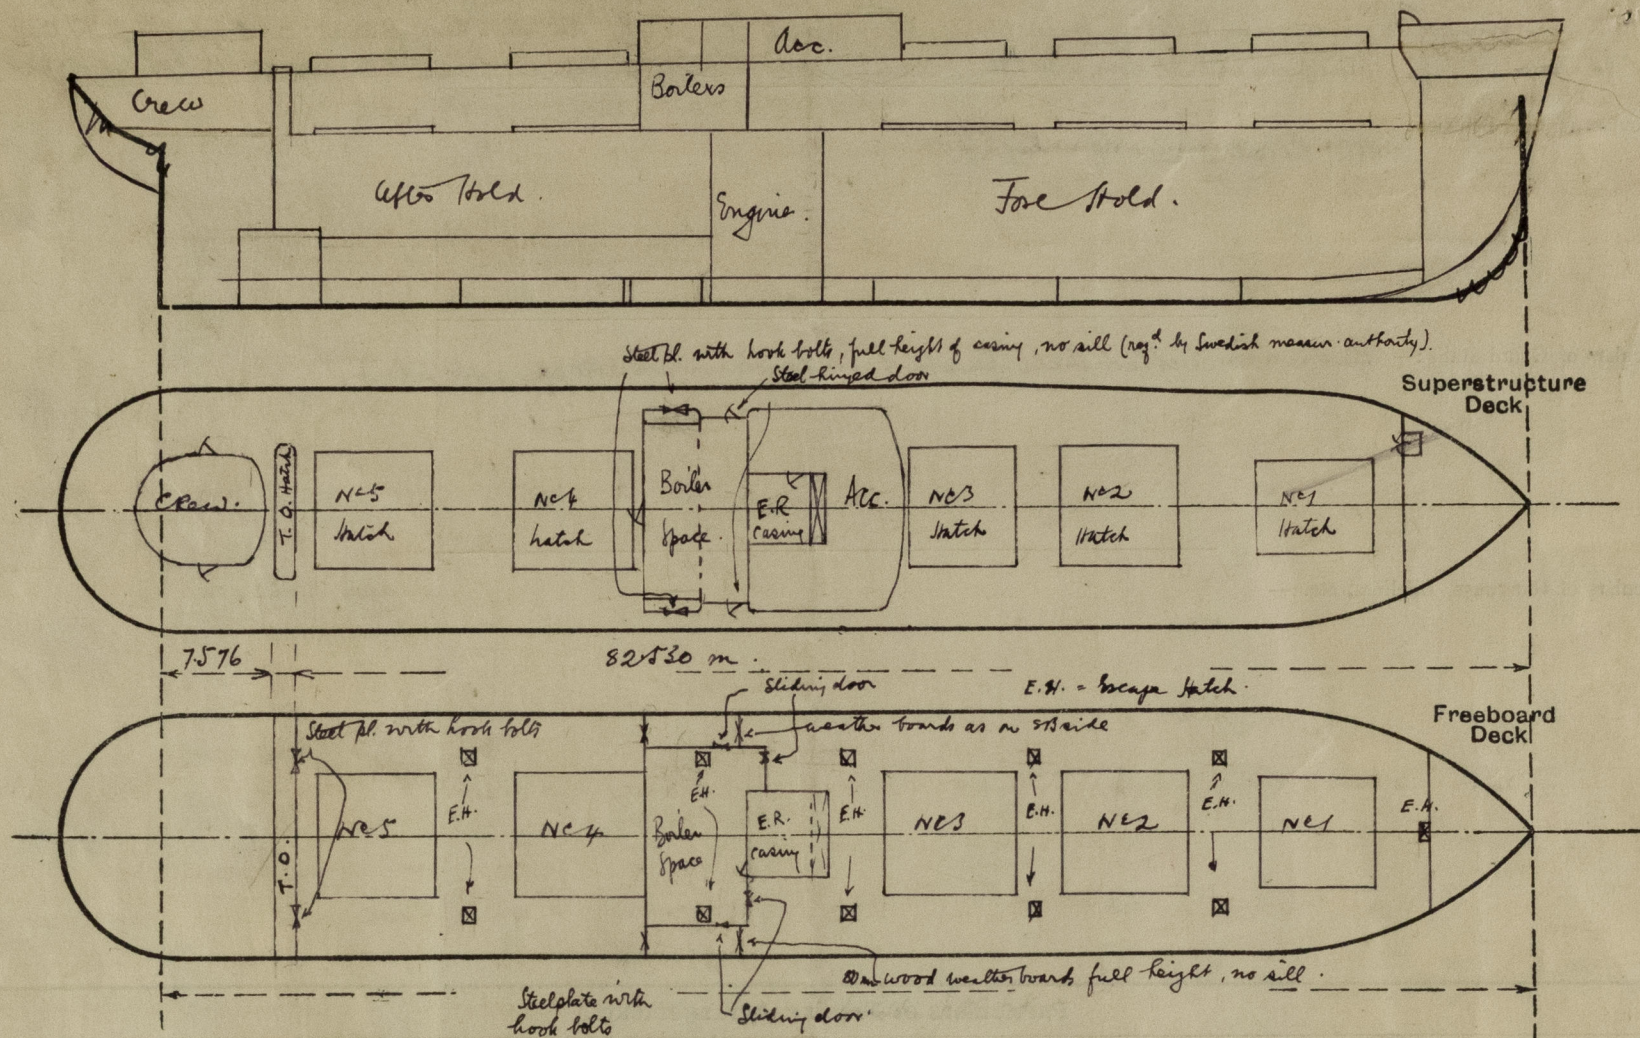 Acc.
Crew
Boilers
After Hold.
Engine.
Fore Hold.
Steel pl. with hook bolts, full height of casing, no sill (reqd. by Swedish measur. authority).
Steel hinged door
Superstructure
Deck
Crew.
T.O. Hatch
No5
Hatch
No4
hatch
Boiler
Space.
E.R
Casing
Acc.
No3
Hatch
No2
Hatch
No1
Hatch
7.576
82.530 m.
Sliding door
E.H. = Escape Hatch.
Freeboard
Deck
Steel pl. with hook bolts
weather boards as on SB side
T.O.
No5
E.H.
No4
E.H.
Boiler
Space
E.R.
Casing
E.H.
No3
E.H.
No2
E.H.
No1
E.H.
wood weatherboards full height, no sill.
Steelplate with
hook bolts
Sliding door